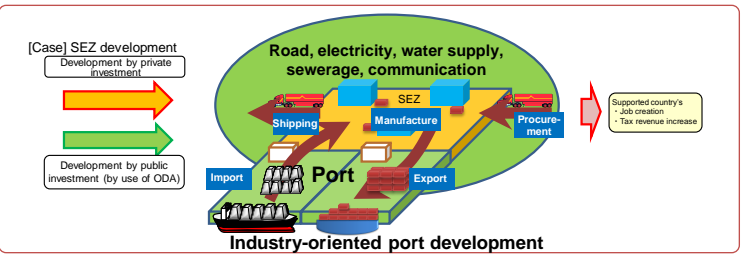 [Case] SEZ development
Development by private
investment
Development by public
investment (by use of ODA)
Road, electricity, water supply,
sewerage, communication
SEZ
Shipping
Manufacture
Procure-
ment
Import
Port
Export
Industry-oriented port development
Supported country's
・Job creation
・Tax revenue increase